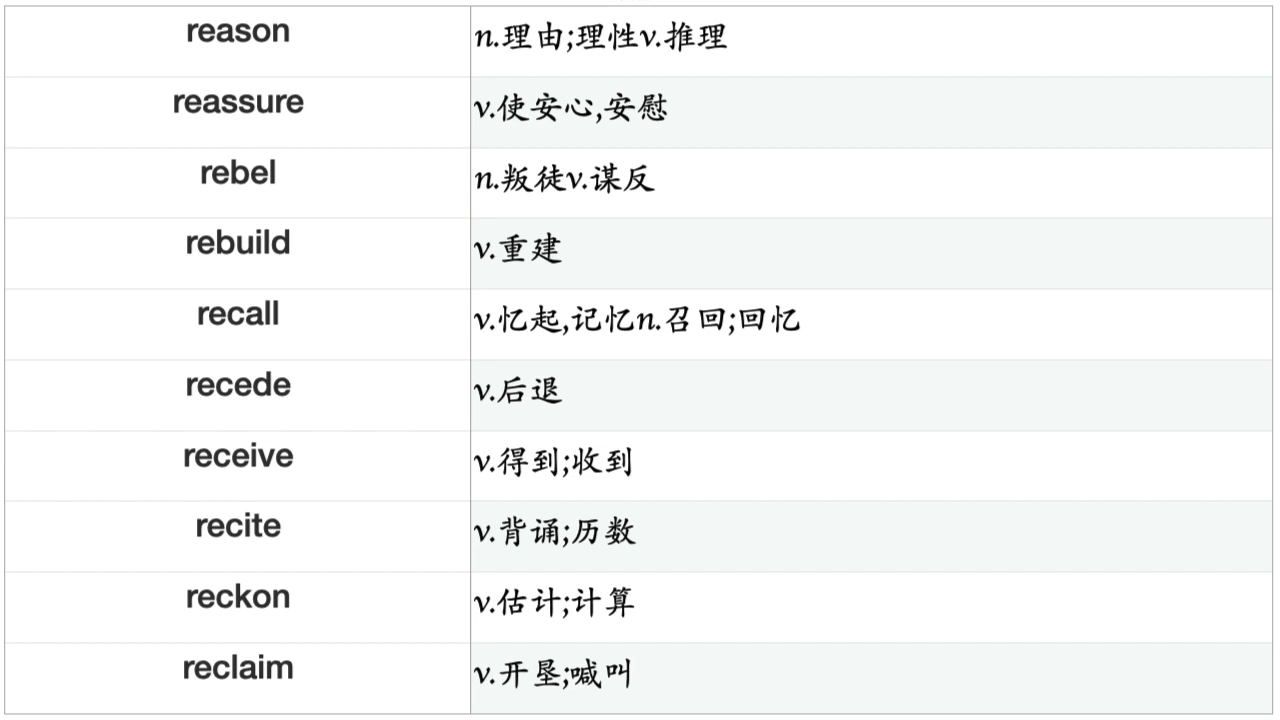 reason n.理由;理性v.推理
reassure v.使安心,安慰
rebel n.叛徒v.谋反
rebuild v.重建
recall v.忆起,记忆n.召回;回忆
recede v.后退
receive v.得到;收到
recite v.背诵;历数
reckon v.估计;计算
reclaim v.开垦;喊叫